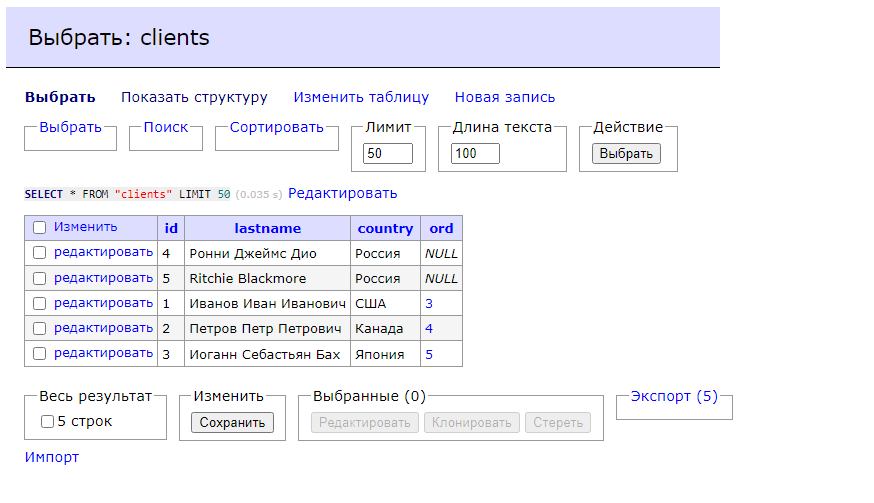 Выбрать: clients
Выбрать Показать структуру Изменить таблицу Новая запись
Выбрать Поиск Сортировать Лимит Длина текста Действие
50 100 Выбрать
SELECT * FROM "clients" LIMIT 50 (0.035 s) Редактировать
Изменить id lastname country ord
редактировать 4 Ронни Джеймс Дио Россия NULL
редактировать 5 Ritchie Blackmore Россия NULL
редактировать 1 Иванов Иван Иванович США 3
редактировать 2 Петров Петр Петрович Канада 4
редактировать 3 Иоганн Себастьян Бах Япония 5
Весь результат Изменить Выбранные (0) Экспорт (5)
5 строк Сохранить Редактировать Клонировать Стереть
Импорт